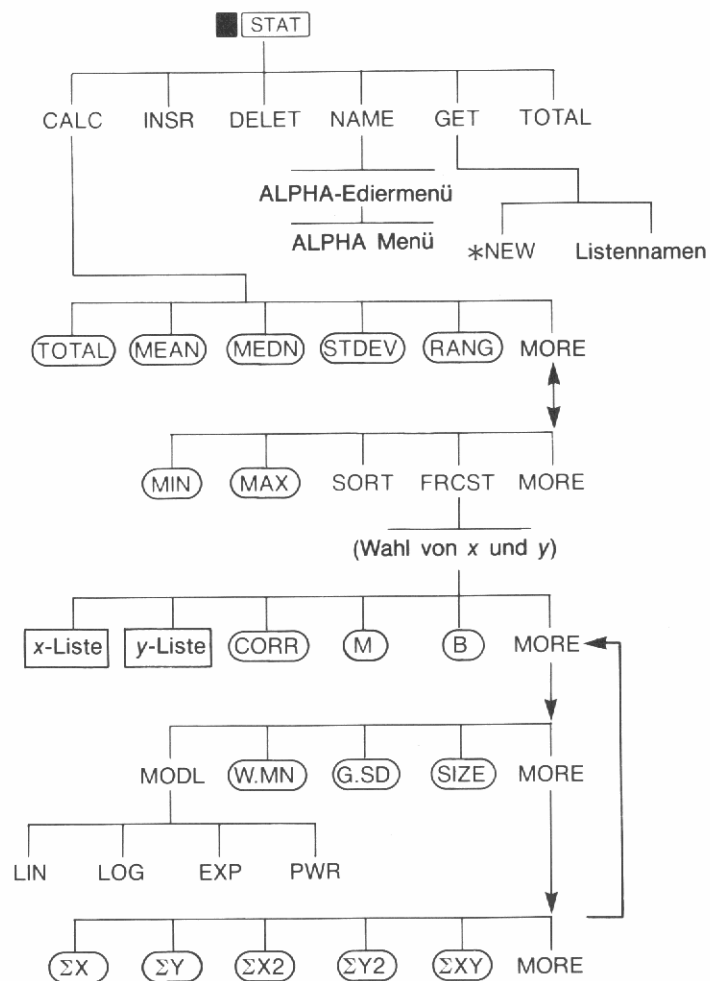 STAT
CALC INSR DELET NAME GET TOTAL
ALPHA-Ediermenü
ALPHA Menü
*NEW Listennamen
TOTAL MEAN MEDN STDEV RANG MORE
MIN MAX SORT FRCST MORE
(Wahl von x und y)
x-Liste y-Liste CORR M B MORE
MODL W.MN G.SD SIZE MORE
LIN LOG EXP PWR
ΣX ΣY ΣX2 ΣY2 ΣXY MORE